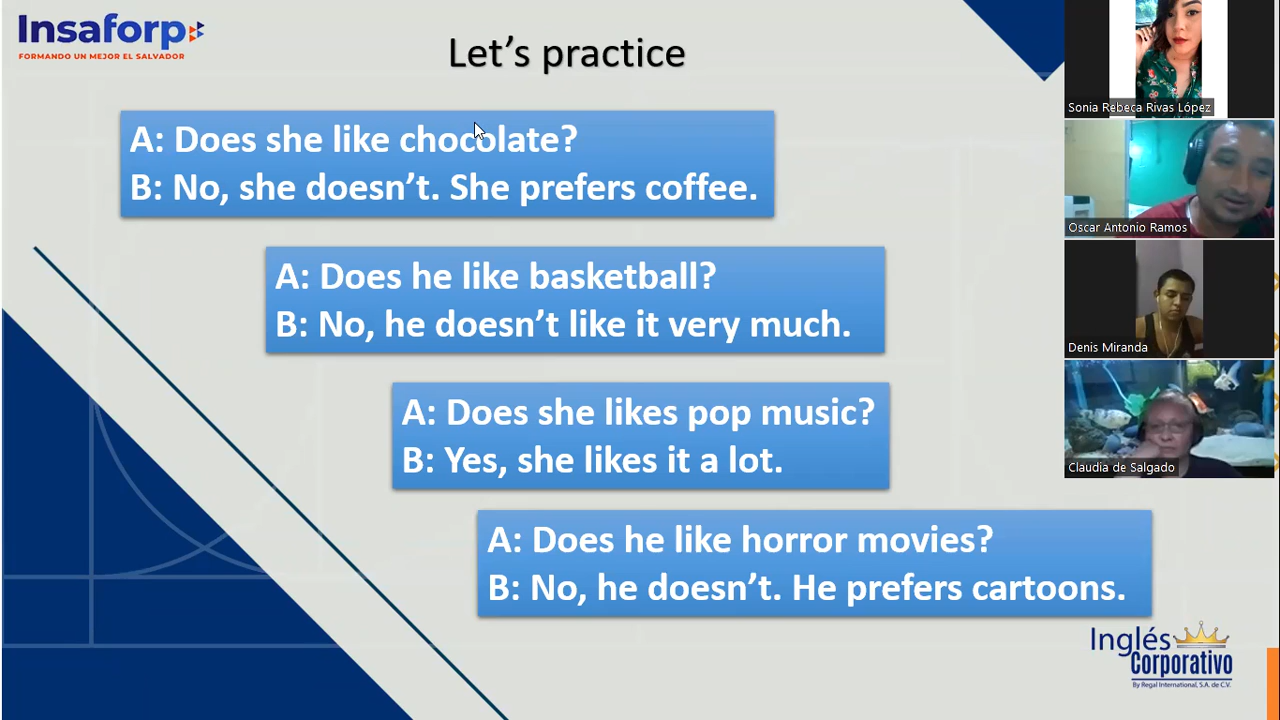 Insaforp
FORMANDO UN MEJOR EL SALVADOR
Let's practice
A: Does she like chocolate?
B: No, she doesn't. She prefers coffee.
A: Does he like basketball?
B: No, he doesn't like it very much.
A: Does she likes pop music?
B: Yes, she likes it a lot.
A: Does he like horror movies?
B: No, he doesn't. He prefers cartoons.
Sonia Rebeca Rivas López
Oscar Antonio Ramos
Denis Miranda
Claudia de Salgado
Inglés
Corporativo
By Regal International, S.A. de C.V.